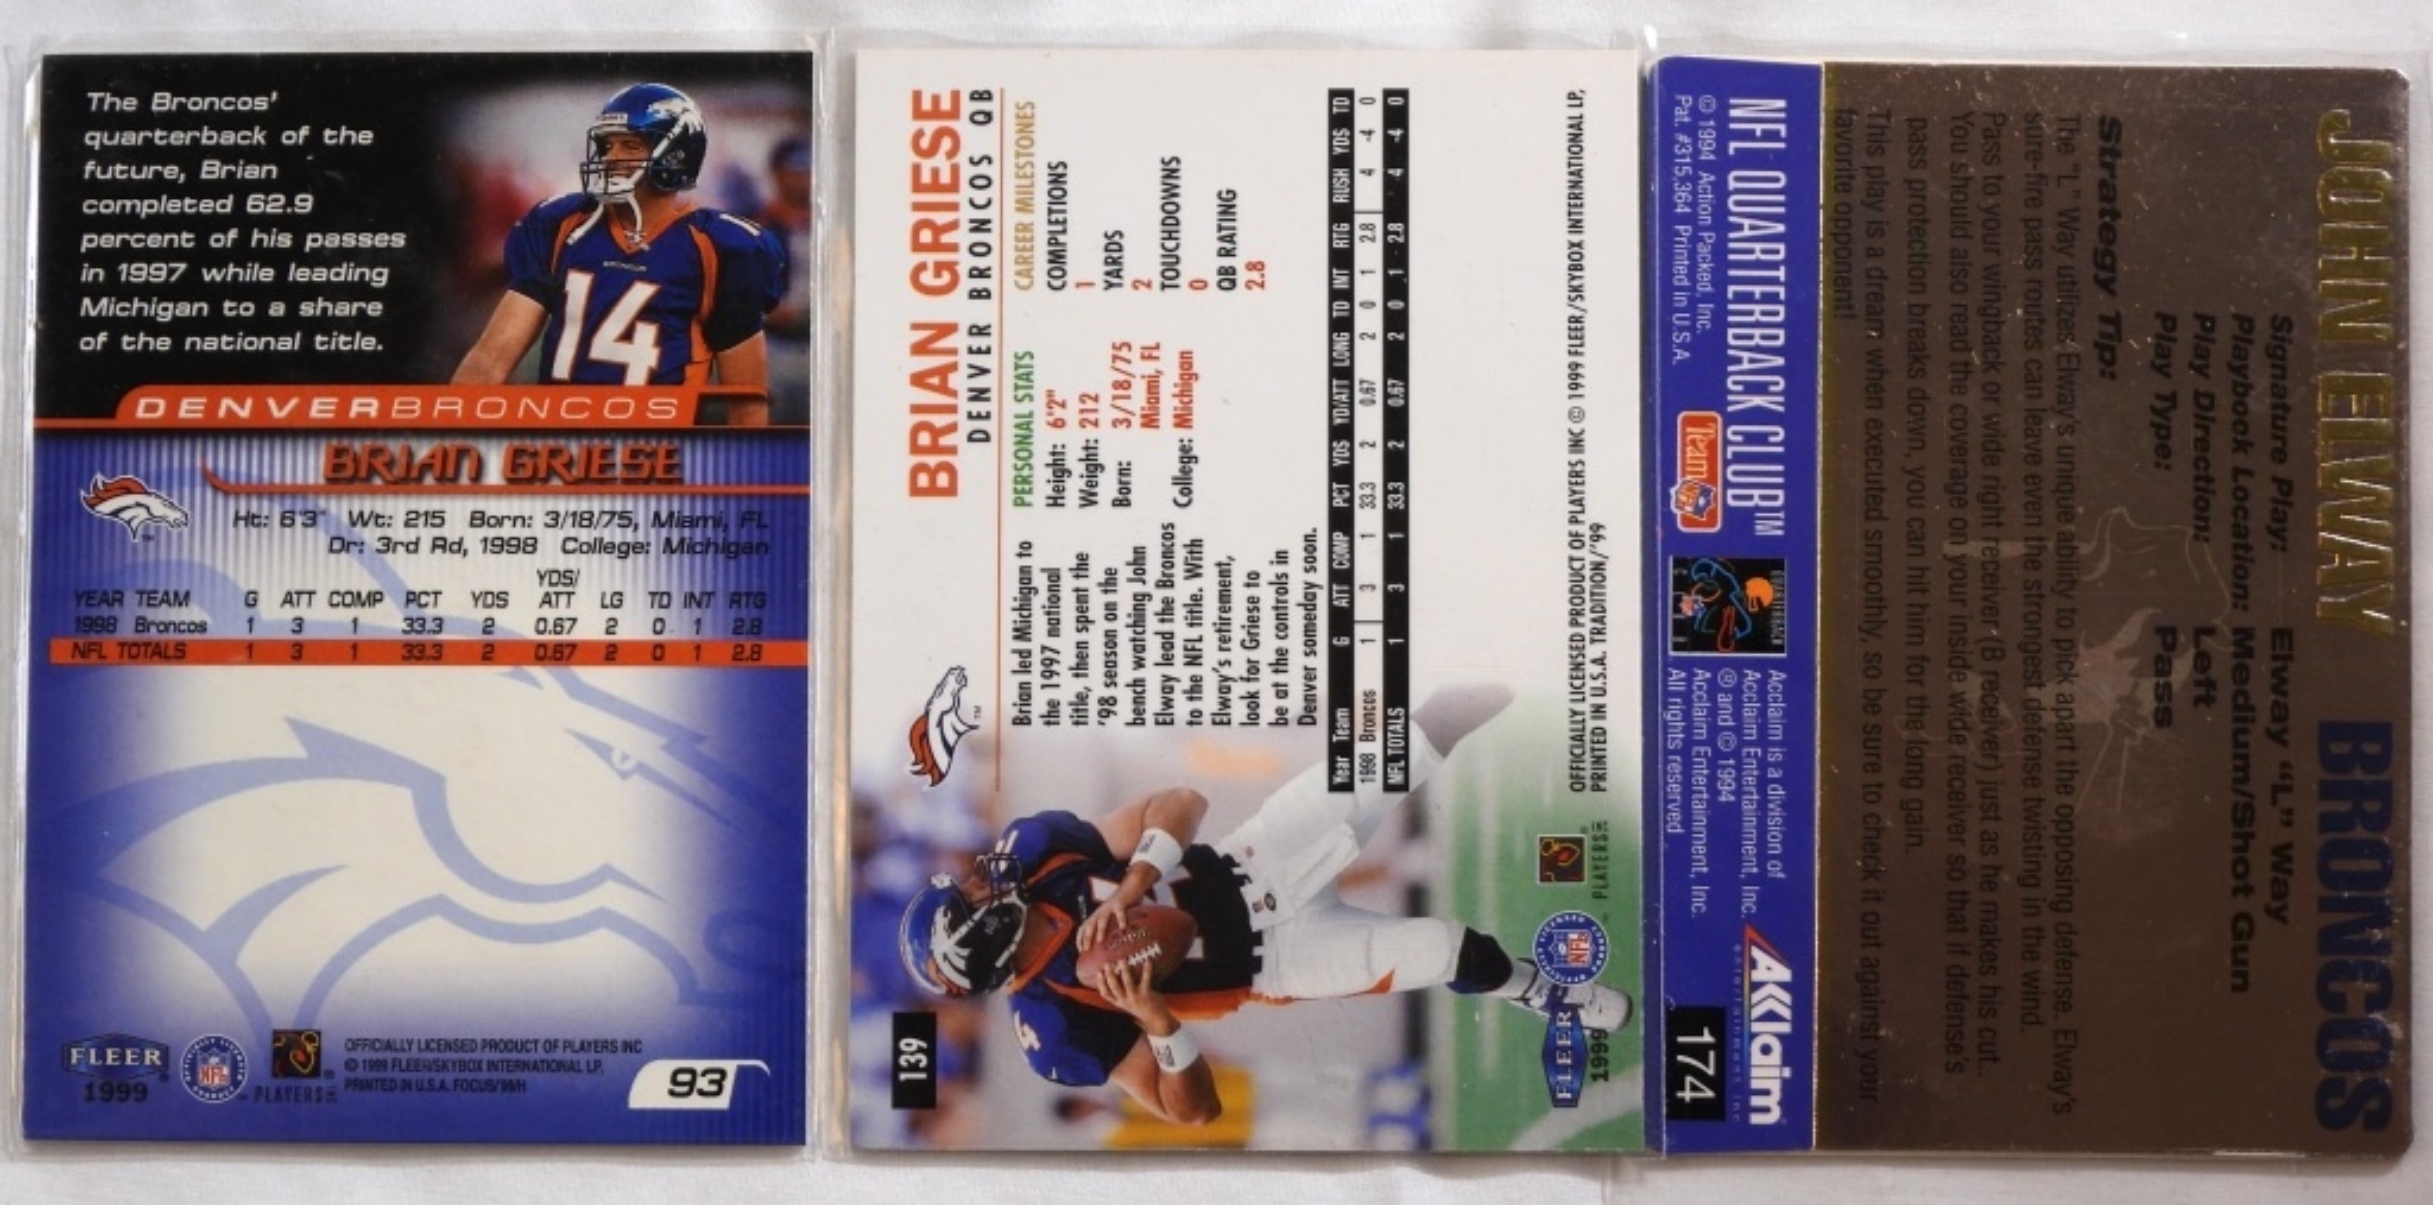 The Broncos'
quarterback of the
future, Brian
completed 62.9
percent of his passes
in 1997 while leading
Michigan to a share
of the national title.
14
14
DENVERBRONCOS
BRIAN GRIESE
Ht: 6'3" Wt: 215 Born: 3/18/75, Miami, FL
Dr: 3rd Rd, 1998 College: Michigan
YEAR TEAM G ATT COMP PCT YDS YDS/ATT LG TD INT RTG
1998 Broncos 1 3 1 33.3 2 0.67 2 0 1 2.8
NFL TOTALS 1 3 1 33.3 2 0.67 2 0 1 2.8
FLEER
1999
NFL
PLAYERS INC
OFFICIALLY LICENSED PRODUCT OF PLAYERS INC
© 1999 FLEER/SKYBOX INTERNATIONAL LP,
PRINTED IN U.S.A. FOCUS/'99/H
93
BRIAN GRIESE
DENVER BRONCOS QB
Brian led Michigan to
the 1997 national
title, then spent the
'98 season on the
bench watching John
Elway lead the Broncos
to the NFL title. With
Elway's retirement,
look for Griese to
be at the controls in
Denver someday soon.
PERSONAL STATS
Height: 6'2"
Weight: 212
Born: 3/18/75
Miami, FL
College: Michigan
CAREER MILESTONES
COMPLETIONS
1
YARDS
2
TOUCHDOWNS
0
QB RATING
2.8
Year Team G ATT COMP PCT YDS YD/ATT LONG TD INT RTG RUSH YDS TD
1998 Broncos 1 3 1 33.3 2 0.67 2 0 1 2.8 4 -4 0
NFL TOTALS 1 3 1 33.3 2 0.67 2 0 1 2.8 4 -4 0
OFFICIALLY LICENSED PRODUCT OF PLAYERS INC © 1999 FLEER/SKYBOX INTERNATIONAL LP,
PRINTED IN U.S.A. TRADITION/'99
139
PLAYERS INC
NFL
FLEER
1999
JOHN ELWAY BRONCOS
Signature Play: Elway "L" Way
Playbook Location: Medium/Shot Gun
Play Direction: Left
Play Type: Pass
Strategy Tip:
The "L" Way utilizes Elway's unique ability to pick apart the opposing defense. Elway's
sure-fire pass routes can leave even the strongest defense twisting in the wind.
Pass to your wingback or wide right receiver (B receiver) just as he makes his cut.
You should also read the coverage on your inside wide receiver so that if defense's
pass protection breaks down, you can hit him for the long gain.
This play is a dream when executed smoothly, so be sure to check it out against your
favorite opponent!
NFL QUARTERBACK CLUB™
© 1994 Action Packed, Inc.
Pat. #315,364 Printed in U.S.A.
Team NFL
QUARTERBACK
CLUB
Acclaim is a division of
Acclaim Entertainment, Inc.
® and © 1994
Acclaim Entertainment, Inc.
All rights reserved
AKklaim
entertainment, inc.
174